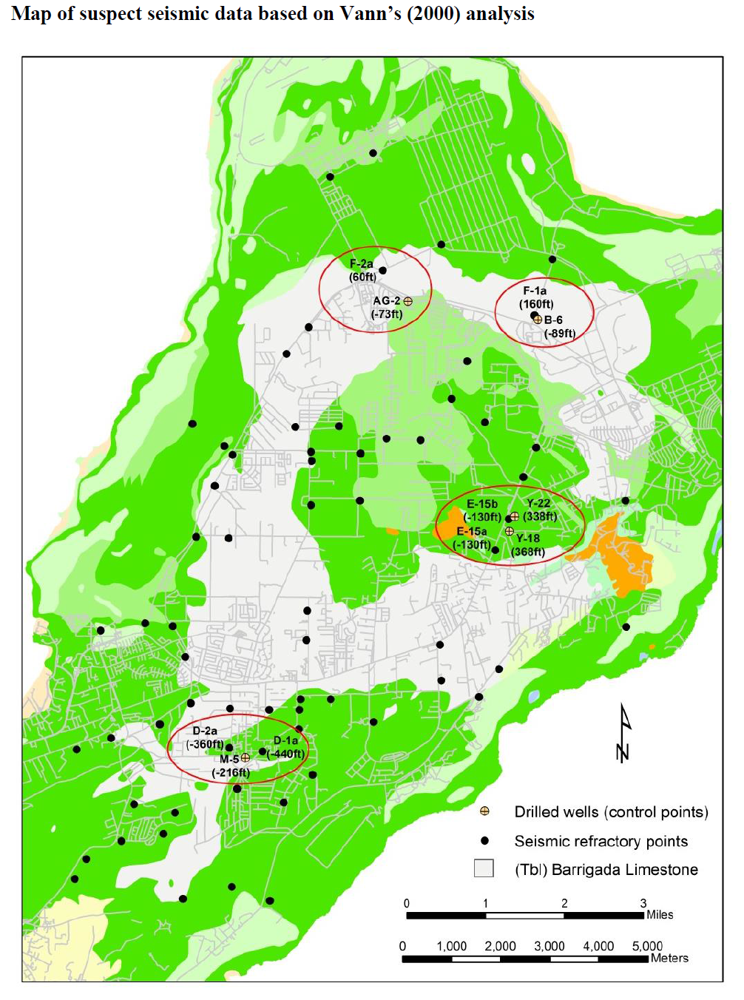 Map of suspect seismic data based on Vann’s (2000) analysis
F-2a
(60ft)
AG-2
(-73ft)
F-1a
(160ft)
B-6
(-89ft)
E-15b
(-130ft)
Y-22
(338ft)
E-15a
(-130ft)
Y-18
(368ft)
D-2a
(-360ft)
D-1a
(-440ft)
M-5
(-216ft)
N
Drilled wells (control points)
Seismic refractory points
(Tbl) Barrigada Limestone
0 1 2 3
Miles
0 1,000 2,000 3,000 4,000 5,000
Meters